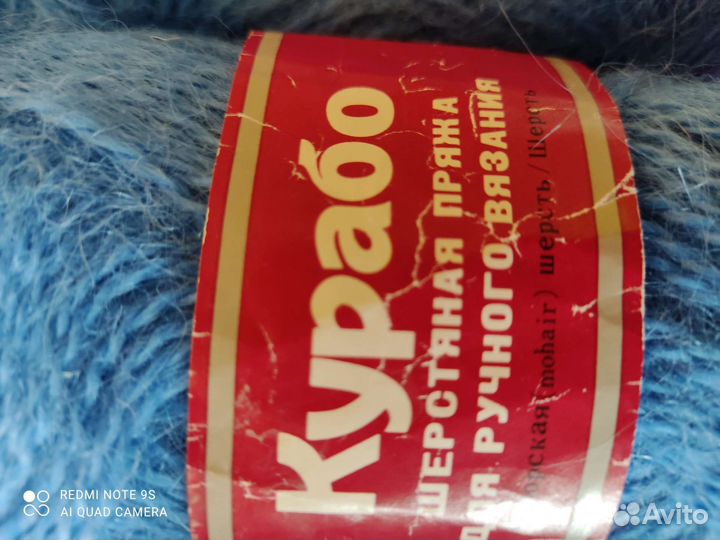 Курабо
ШЕРСТЯНАЯ ПРЯЖА
ДЛЯ РУЧНОГО ВЯЗАНИЯ
(mohair) шерсть/Шерсть
REDMI NOTE 9S
AI QUAD CAMERA
Avito